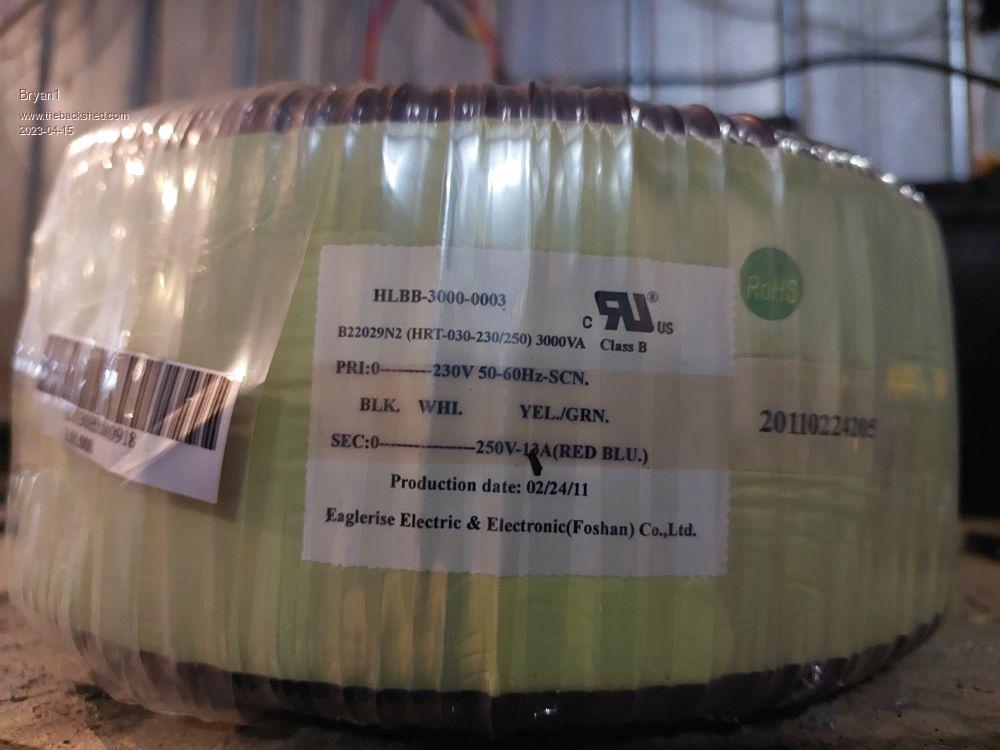 Bryan1
www.thebackshed.com
2023-04-15
RoHS
HLBB-3000-0003
c RU ® US
B22029N2 (HRT-030-230/250) 3000VA Class B
PRI:0---------230V 50-60Hz-SCN.
BLK. WHI. YEL./GRN.
SEC:0----------------250V-13A(RED BLU.)
Production date: 02/24/11
Eaglerise Electric & Electronic(Foshan) Co.,Ltd.